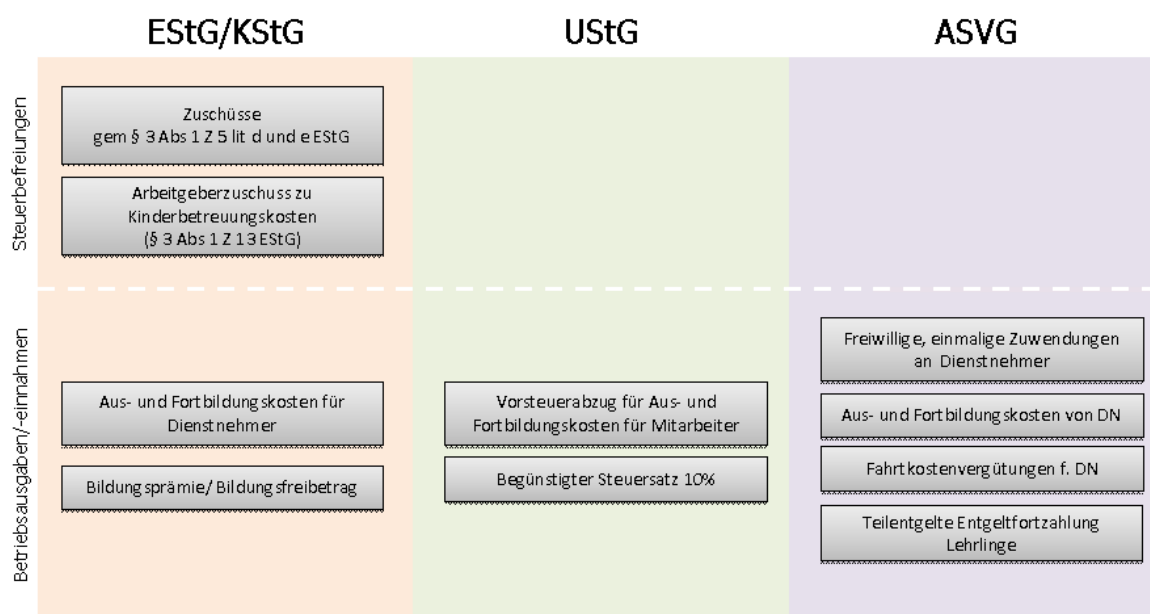 EStG/KStG
UStG
ASVG
Steuerbefreiungen
Zuschüsse
gem § 3 Abs 1 Z 5 lit d und e EStG
Arbeitgeberzuschuss zu
Kinderbetreuungskosten
(§ 3 Abs 1 Z 13 EStG)
Betriebsausgaben/-einnahmen
Aus- und Fortbildungskosten für
Dienstnehmer
Bildungsprämie/ Bildungsfreibetrag
Vorsteuerabzug für Aus- und
Fortbildungskosten für Mitarbeiter
Begünstigter Steuersatz 10%
Freiwillige, einmalige Zuwendungen
an Dienstnehmer
Aus- und Fortbildungskosten von DN
Fahrtkostenvergütungen f. DN
Teilentgelte Entgeltfortzahlung
Lehrlinge